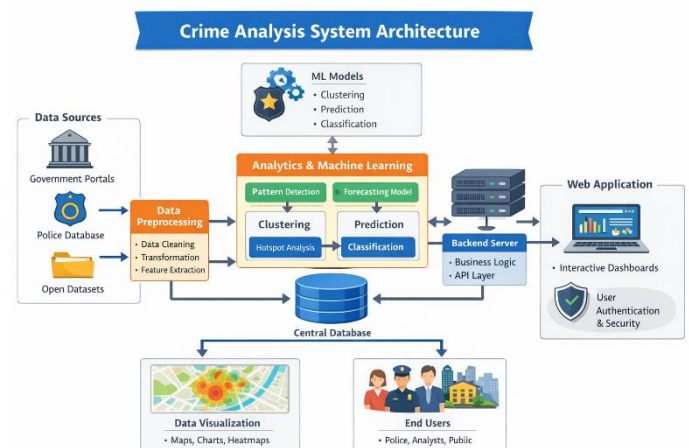 Crime Analysis System Architecture
ML Models
• Clustering
• Prediction
• Classification
Data Sources
Government Portals
Police Database
Open Datasets
Data
Preprocessing
• Data Cleaning
• Transformation
• Feature Extraction
Analytics & Machine Learning
Pattern Detection
Forecasting Model
Clustering
Hotspot Analysis
Prediction
Classification
Backend Server
• Business Logic
• API Layer
Web Application
• Interactive Dashboards
User
Authentication
& Security
Central Database
Data Visualization
• Maps, Charts, Heatmaps
End Users
• Police, Analysts, Public